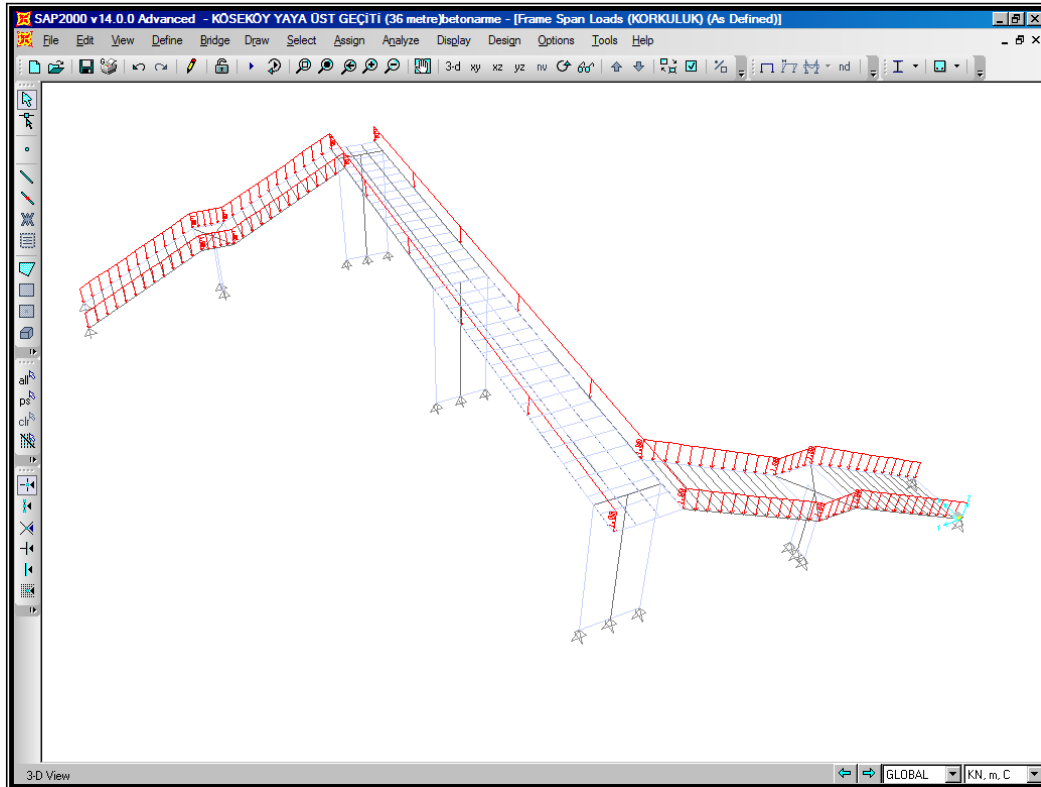 SAP2000 v14.0.0 Advanced - KÖSEKÖY YAYA ÜST GEÇİTİ (36 metre)betonarme - [Frame Span Loads (KORKULUK) (As Defined)]
File Edit View Define Bridge Draw Select Assign Analyze Display Design Options Tools Help
3-d xy xz yz nv nd
all
ps
clr
3-D View GLOBAL KN, m, C